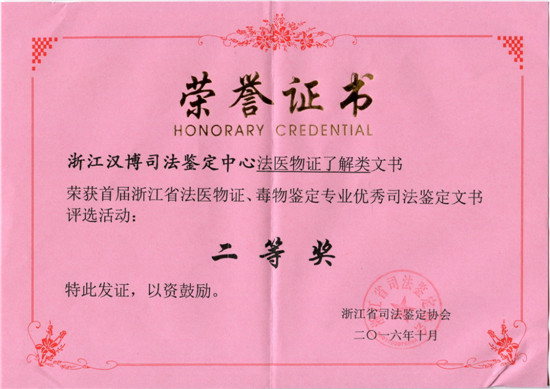 荣誉证书
HONORARY CREDENTIAL
浙江汉博司法鉴定中心法医物证了解类文书
荣获首届浙江省法医物证、毒物鉴定专业优秀司法鉴定文书
评选活动：
二等奖
特此发证，以资鼓励。
浙江省司法鉴定协会
二〇一六年十月